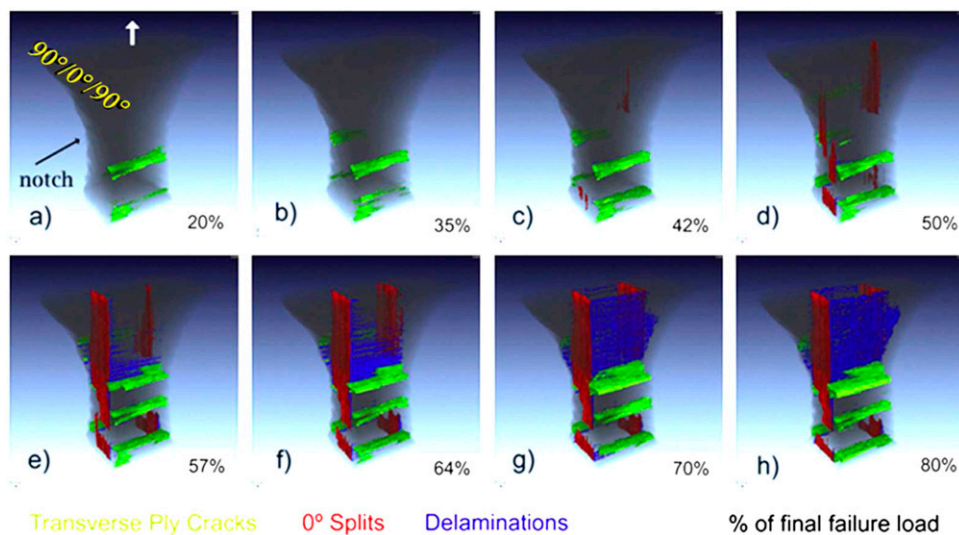 90°/0°/90°
notch
a)
20%
b)
35%
c)
42%
d)
50%
e)
57%
f)
64%
g)
70%
h)
80%
Transverse Ply Cracks 0º Splits Delaminations % of final failure load